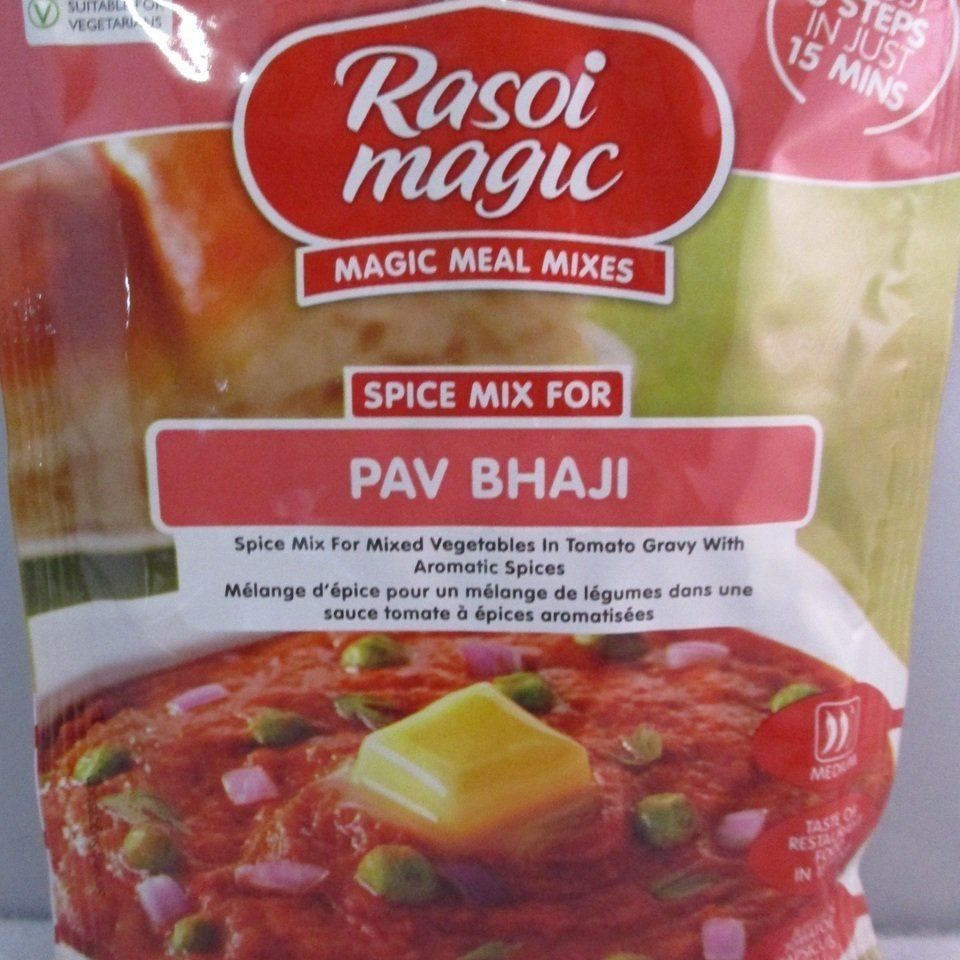 SUITABLE FOR
VEGETARIANS
STEPS
IN JUST
15 MINS
Rasoi
magic
MAGIC MEAL MIXES
SPICE MIX FOR
PAV BHAJI
Spice Mix For Mixed Vegetables In Tomato Gravy With
Aromatic Spices
Mélange d'épice pour un mélange de légumes dans une
sauce tomate à épices aromatisées
MEDIUM
TASTE OF
IN